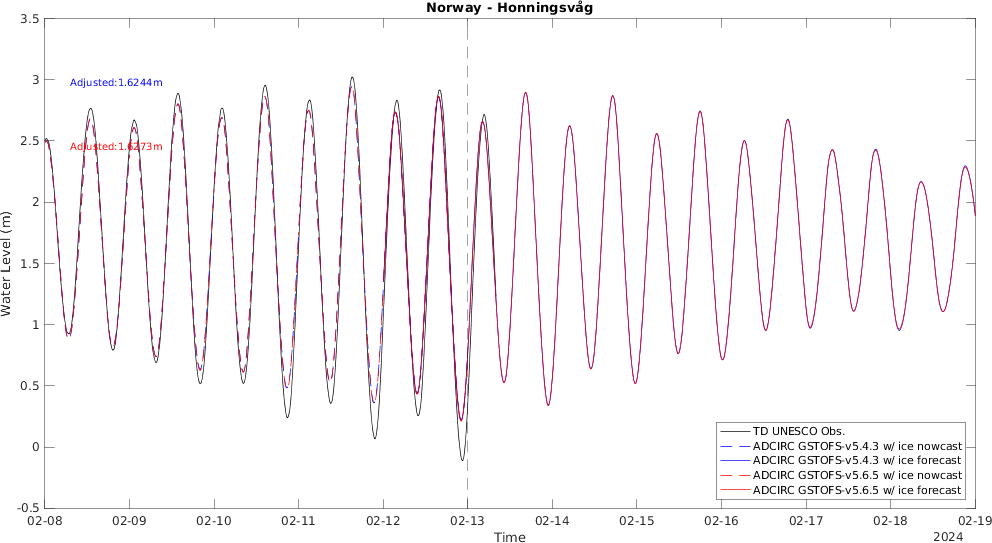 Norway - Honningsvåg
3.5
3
2.5
2
1.5
1
0.5
0
-0.5
Water Level (m)
Adjusted:1.6244m
Adjusted:1.6273m
TD UNESCO Obs.
ADCIRC GSTOFS-v5.4.3 w/ ice nowcast
ADCIRC GSTOFS-v5.4.3 w/ ice forecast
ADCIRC GSTOFS-v5.6.5 w/ ice nowcast
ADCIRC GSTOFS-v5.6.5 w/ ice forecast
02-08 02-09 02-10 02-11 02-12 02-13 02-14 02-15 02-16 02-17 02-18 02-19
Time
2024